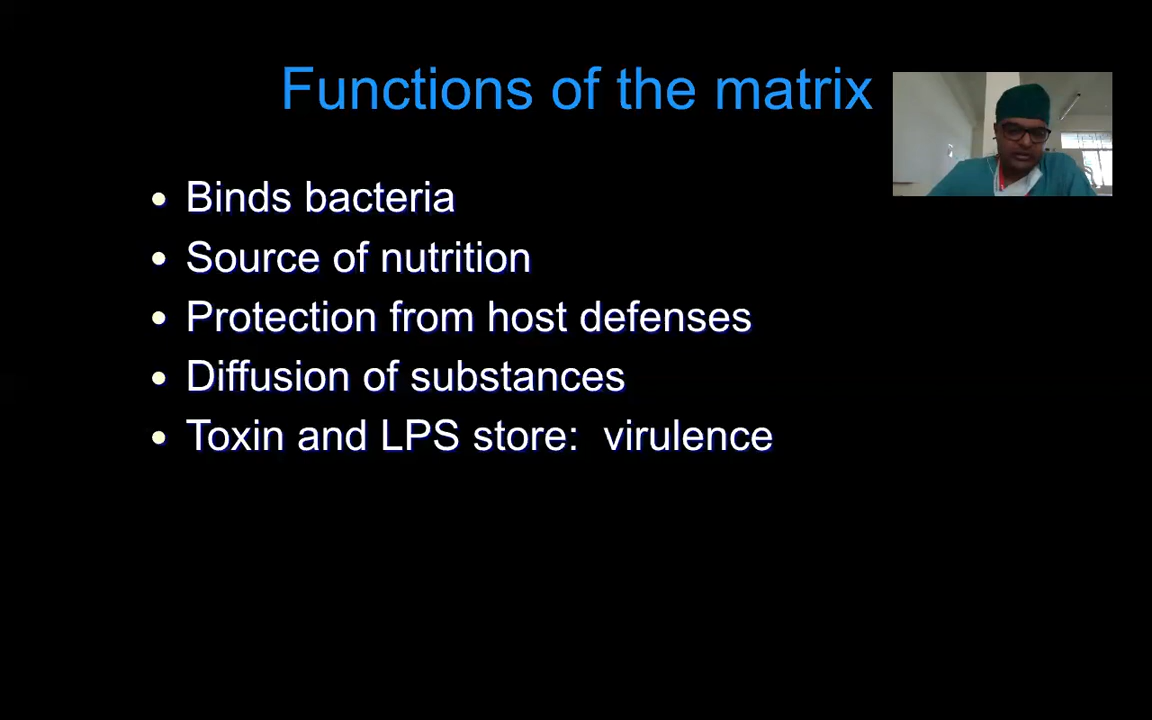 Functions of the matrix
• Binds bacteria
• Source of nutrition
• Protection from host defenses
• Diffusion of substances
• Toxin and LPS store: virulence